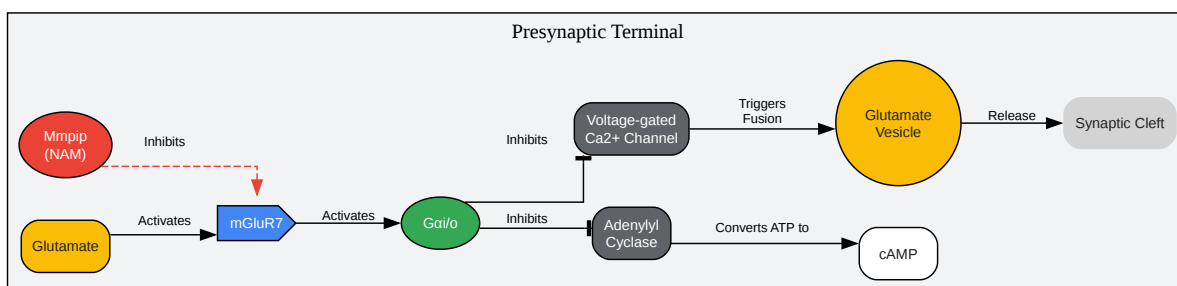 Presynaptic Terminal
Mmpip
(NAM)
Inhibits
Glutamate
Activates
mGluR7
Activates
Gαi/o
Inhibits
Voltage-gated
Ca2+ Channel
Triggers
Fusion
Glutamate
Vesicle
Release
Synaptic Cleft
Inhibits
Adenylyl
Cyclase
Converts ATP to
cAMP